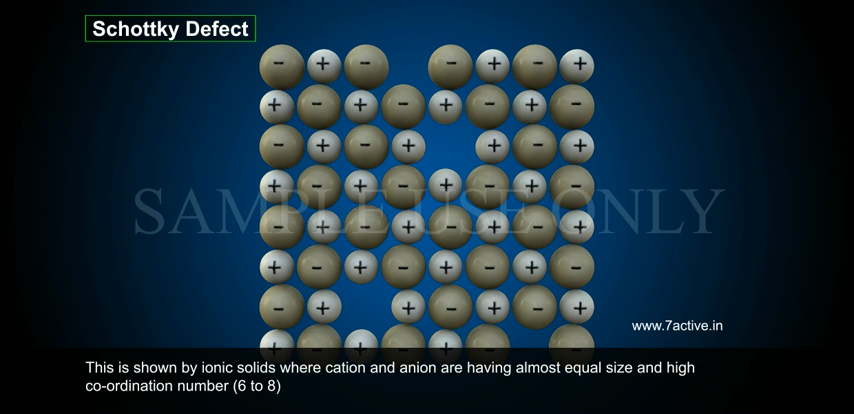 Schottky Defect
- + - - + - +
+ - + - + - + -
- + - + + - +
+ - + - + - + -
SAMPLE USE ONLY
- + - + - + - +
+ - + - + - + -
- + + - + - +
www.7active.in
+ - + - + - -
This is shown by ionic solids where cation and anion are having almost equal size and high
co-ordination number (6 to 8)